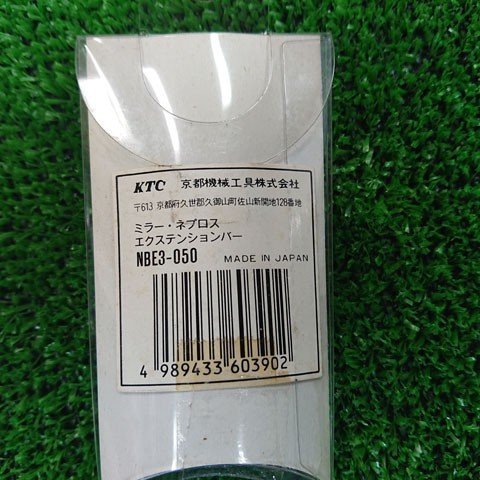 KTC 京都機械工具株式会社
〒613 京都府久世郡久御山町佐山新開地128番地
ミラー・ネプロス
エクステンションバー
NBE3-050 MADE IN JAPAN
4 989433 603902